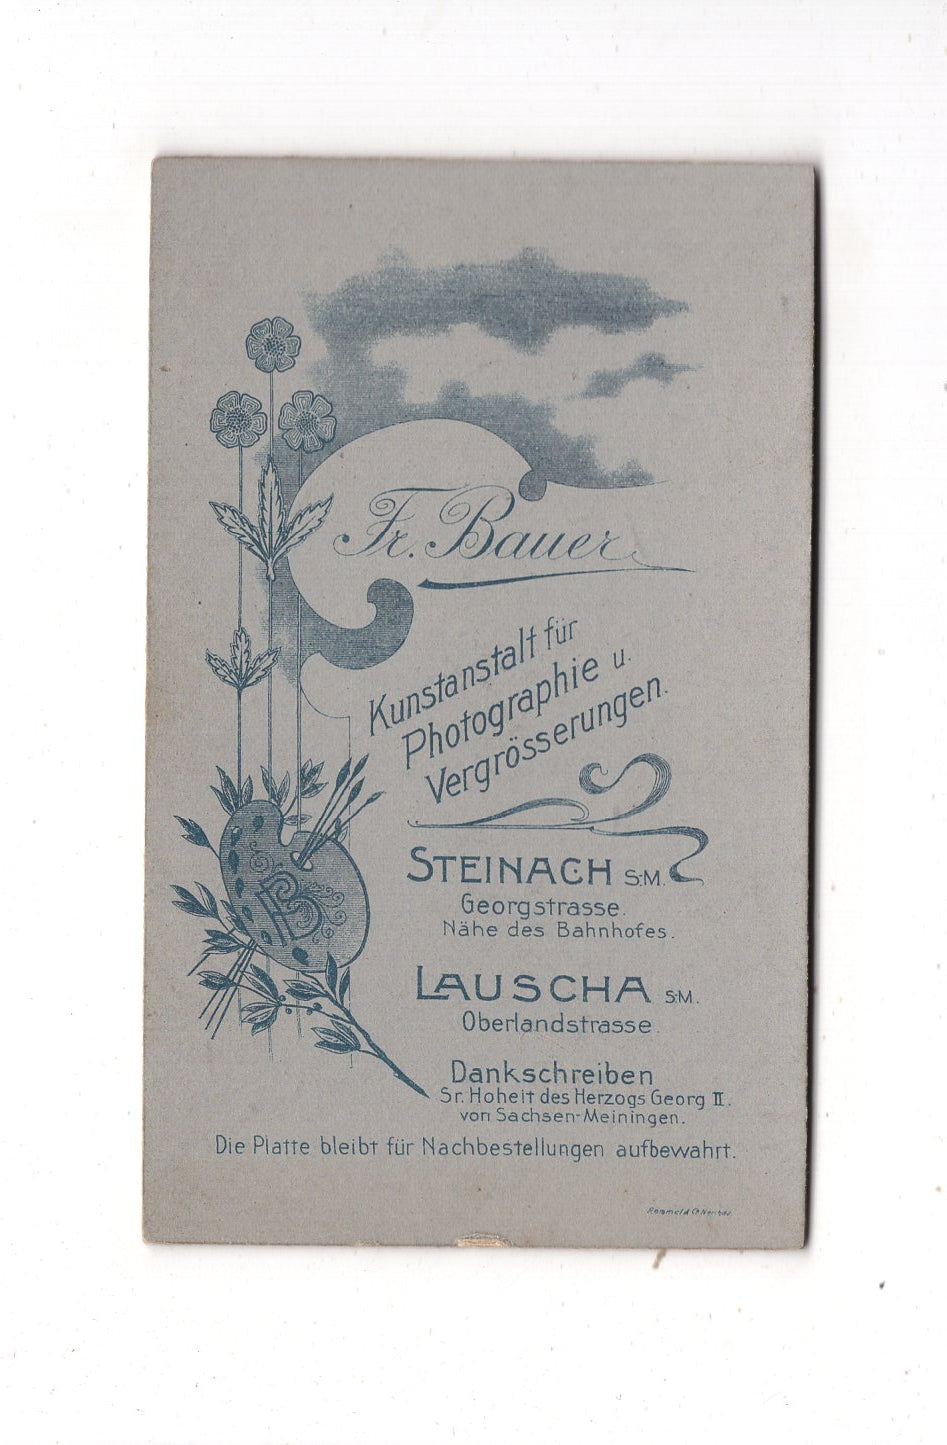 Fr. Bauer
Kunstanstalt für
Photographie u.
Vergrösserungen.
B
STEINACH S-M.
Georgstrasse.
Nähe des Bahnhofes.
LAUSCHA S-M.
Oberlandstrasse.
Dankschreiben
Sr. Hoheit des Herzogs Georg II.
von Sachsen-Meiningen.
Die Platte bleibt für Nachbestellungen aufbewahrt.